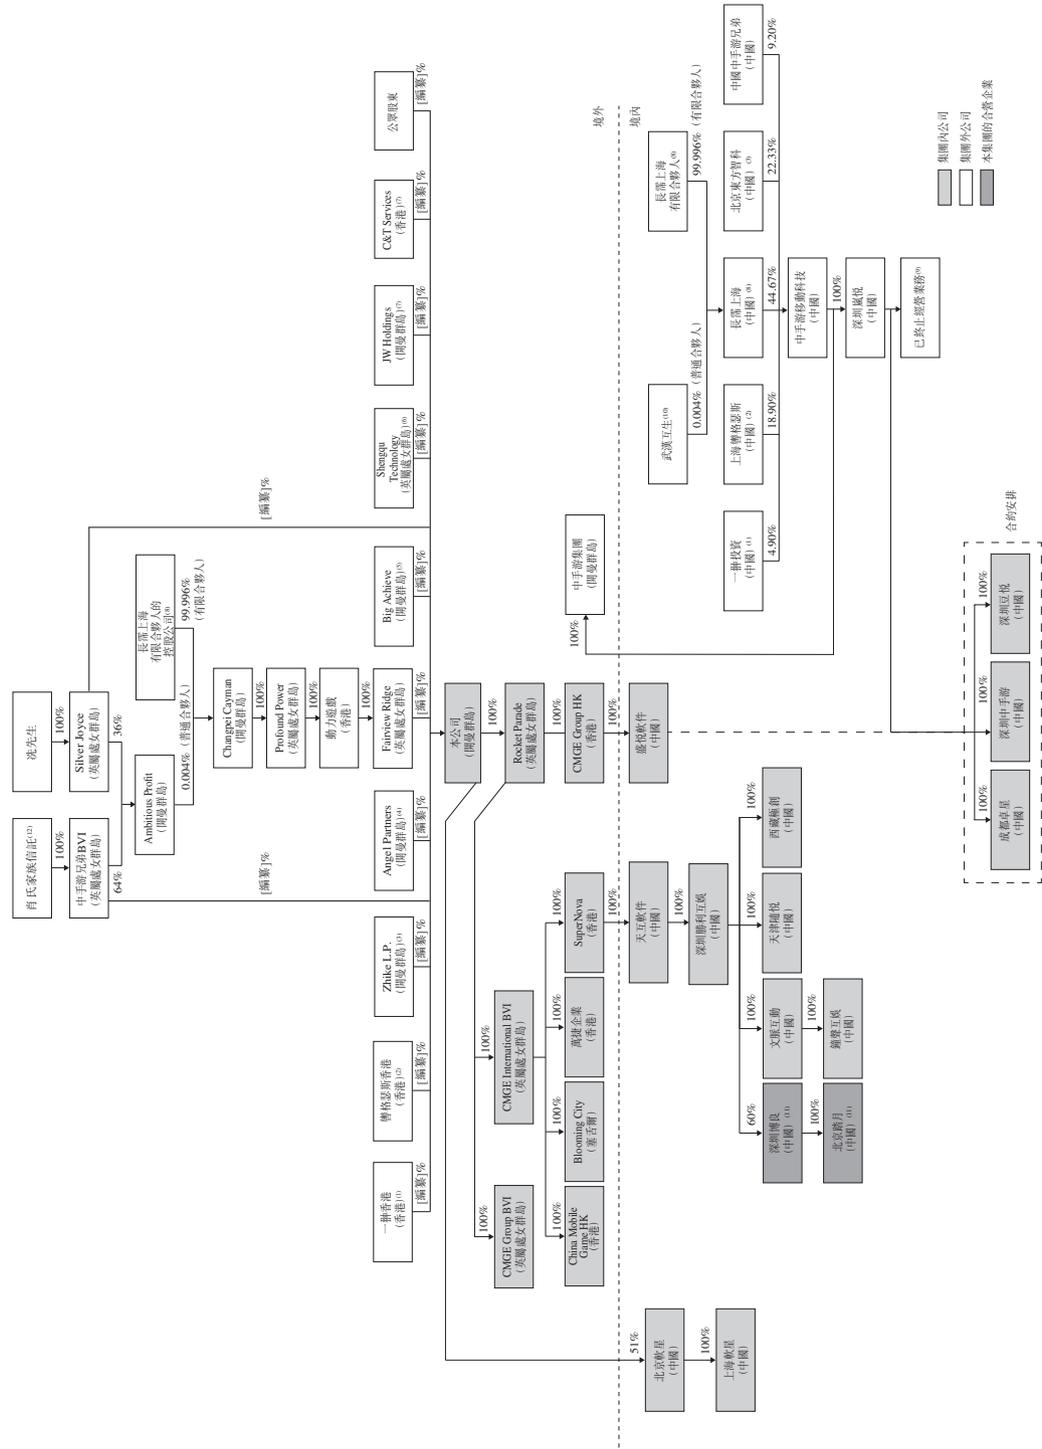 冼先生
100%
Silver Joyce
(英屬處女群島)
36%
肖氏家族信託⁽¹²⁾
100%
中手游兄弟BVI
(英屬處女群島)
64%
Ambitious Profit
(開曼群島)
0.004%(普通合夥人)
長霈上海
有限合夥人的
控股公司⁽⁸⁾
99.996%
(有限合夥人)
Changpei Cayman
(開曼群島)
100%
Profound Power
(英屬處女群島)
100%
動力遊戲
(香港)
100%
[編纂]%
[編纂]%
一翀香港
(香港)⁽¹⁾
[編纂]%
轡格瑟斯香港
(香港)⁽²⁾
[編纂]%
Zhike L.P.
(開曼群島)⁽³⁾
[編纂]%
Angel Partners
(開曼群島)⁽⁴⁾
[編纂]%
Fairview Ridge
(英屬處女群島)
[編纂]%
Big Achieve
(開曼群島)⁽⁵⁾
[編纂]%
Shengqu
Technology
(英屬處女群島)⁽⁶⁾
[編纂]%
JW Holdings
(開曼群島)⁽⁷⁾
[編纂]%
C&T Services
(香港)⁽⁷⁾
[編纂]%
公眾股東
[編纂]%
本公司
(開曼群島)
100%
Rocket Parade
(英屬處女群島)
100%
CMGE Group HK
(香港)
100%
100%
CMGE Group BVI
(英屬處女群島)
100%
CMGE International BVI
(英屬處女群島)
100%
China Mobile
Game HK
(香港)
100%
Blooming City
(塞舌爾)
100%
萬捷企業
(香港)
100%
SuperNova
(香港)
100%
100%
中手游集團
(開曼群島)
境外
境內
51%
北京軟星
(中國)
100%
上海軟星
(中國)
天互軟件
(中國)
100%
深圳勝利互娛
(中國)
60%
深圳博良
(中國)⁽¹¹⁾
100%
北京踏月
(中國)⁽¹¹⁾
100%
文脈互動
(中國)
100%
鐘聲互娛
(中國)
100%
天津隨悦
(中國)
100%
西藏極創
(中國)
盛悦軟件
(中國)
武漢互生⁽¹⁰⁾
0.004%(普通合夥人)
長霈上海
有限合夥人⁽⁸⁾
99.996%(有限合夥人)
一翀投資
(中國)⁽¹⁾
4.90%
上海轡格瑟斯
(中國)⁽²⁾
18.90%
長霈上海
(中國)⁽⁸⁾
44.67%
北京東方智科
(中國)⁽³⁾
22.33%
中國中手游兄弟
(中國)
9.20%
中手游移動科技
(中國)
100%
深圳嵐悦
(中國)
已終止經營業務⁽⁹⁾
合約安排
100%
成都卓星
(中國)
100%
深圳中手游
(中國)
100%
深圳豆悦
(中國)
集團內公司
集團外公司
本集團的合營企業